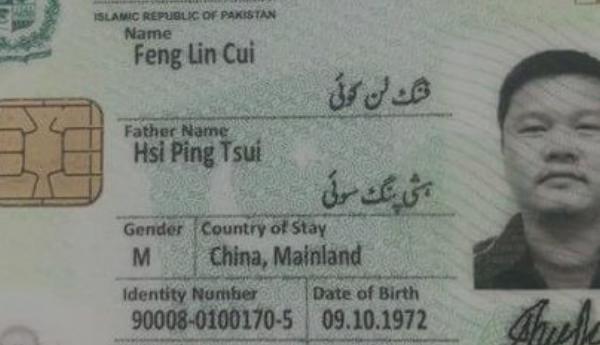 ISLAMIC REPUBLIC OF PAKISTAN
Name
Feng Lin Cui
فنگ لن کوئی
Father Name
Hsi Ping Tsui
ہشی پنگ سوئی
Gender Country of Stay
M China, Mainland
Identity Number Date of Birth
90008-0100170-5 09.10.1972